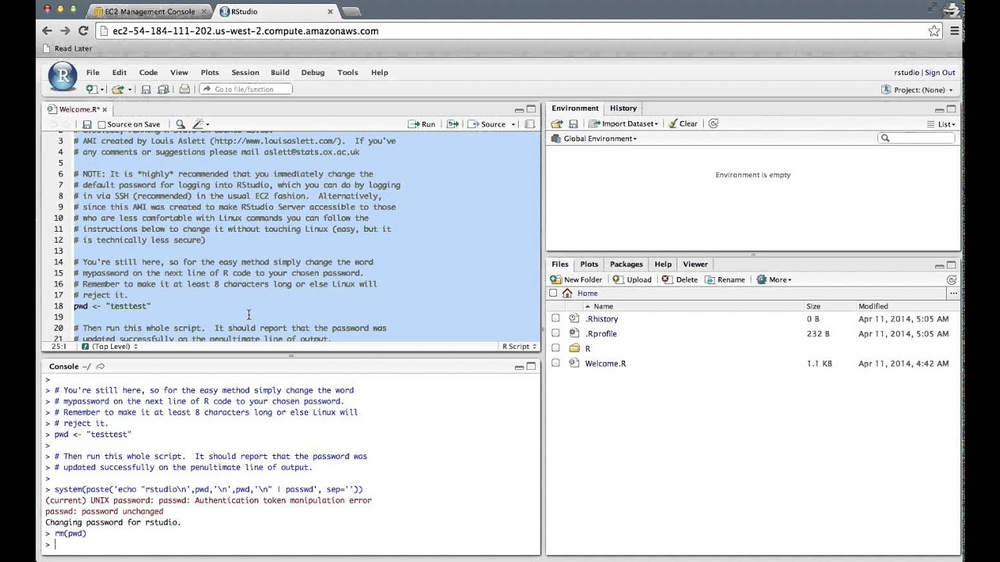 EC2 Management Console
RStudio
ec2-54-184-111-202.us-west-2.compute.amazonaws.com
Read Later
R
File Edit Code View Plots Session Build Debug Tools Help
rstudio | Sign Out
Go to file/function
Project: (None)
Welcome.R*
Source on Save
Run
Source
3 # AMI created by Louis Aslett (http://www.louisaslett.com/). If you've
4 # any comments or suggestions please mail aslett@stats.ox.ac.uk
5
6 # NOTE: It is *highly* recommended that you immediately change the
7 # default password for logging into RStudio, which you can do by logging
8 # in via SSH (recommended) in the usual EC2 fashion. Alternatively,
9 # since this AMI was created to make RStudio Server accessible to those
10 # who are less comfortable with Linux commands you can follow the
11 # instructions below to change it without touching Linux (easy, but it
12 # is technically less secure)
13
14 # You're still here, so for the easy method simply change the word
15 # mypassword on the next line of R code to your chosen password.
16 # Remember to make it at least 8 characters long or else Linux will
17 # reject it.
18 pwd <- "testtest"
19
20 # Then run this whole script. It should report that the password was
21 # updated successfully on the penultimate line of output.
25:1 (Top Level) R Script
Console ~/
>
> # You're still here, so for the easy method simply change the word
> # mypassword on the next line of R code to your chosen password.
> # Remember to make it at least 8 characters long or else Linux will
> # reject it.
> pwd <- "testtest"
>
> # Then run this whole script. It should report that the password was
> # updated successfully on the penultimate line of output.
>
> system(paste('echo "rstudio\n',pwd,'\n',pwd,'\n" | passwd', sep=''))
(current) UNIX password: passwd: Authentication token manipulation error
passwd: password unchanged
Changing password for rstudio.
> rm(pwd)
>
Environment History
Import Dataset Clear List
Global Environment
Environment is empty
Files Plots Packages Help Viewer
New Folder Upload Delete Rename More
Home ...
Name Size Modified
.Rhistory 0 B Apr 11, 2014, 5:05 AM
.Rprofile 232 B Apr 11, 2014, 5:05 AM
R
Welcome.R 1.1 KB Apr 11, 2014, 4:42 AM